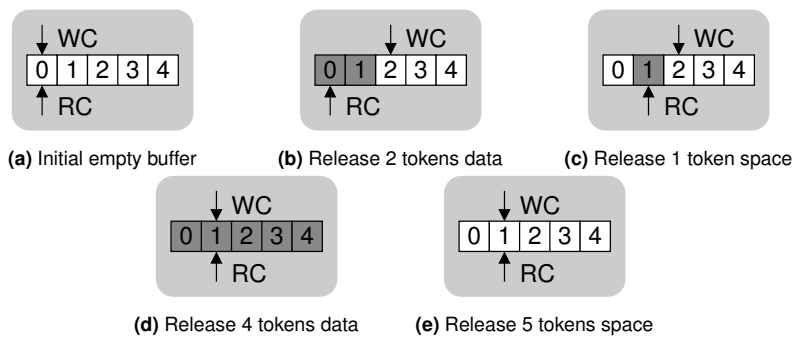 WC WC WC
0 1 2 3 4 0 1 2 3 4 0 1 2 3 4
RC RC RC
(a) Initial empty buffer (b) Release 2 tokens data (c) Release 1 token space
WC WC
0 1 2 3 4 0 1 2 3 4
RC RC
(d) Release 4 tokens data (e) Release 5 tokens space